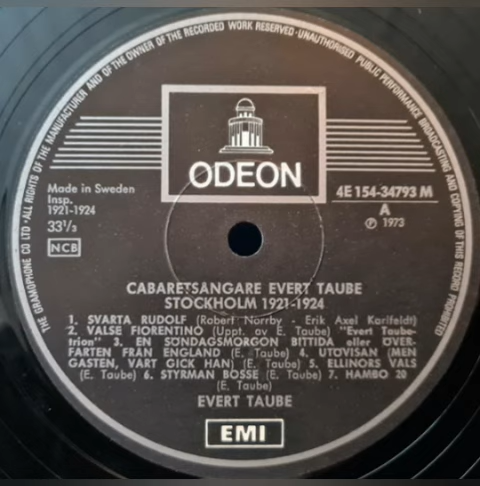 THE GRAMOPHONE CO LTD · ALL RIGHTS OF THE MANUFACTURER AND OF THE OWNER OF THE RECORDED WORK RESERVED · UNAUTHORISED PUBLIC PERFORMANCE BROADCASTING AND COPYING OF THIS RECORD PROHIBITED
ODEON
Made in Sweden
Insp.
1921-1924
33 1/3
NCB
4E 154-34793 M
A
Ⓟ 1973
CABARETSANGARE EVERT TAUBE
STOCKHOLM 1921-1924
1. SVARTA RUDOLF (Robert Norrby - Erik Axel Karlfeldt)
2. VALSE FIORENTINO (Uppt. av E. Taube) "Evert Taube-
trion" 3. EN SÖNDAGSMORGON BITTIDA eller ÖVER-
FARTEN FRÅN ENGLAND (E. Taube) 4. UTÖVISAN (MEN
GASTEN, VART GICK HAN) (E. Taube) 5. ELLINORS VALS
(E. Taube) 6. STYRMAN BOSSE (E. Taube) 7. HAMBO 20
(E. Taube)
EVERT TAUBE
EMI